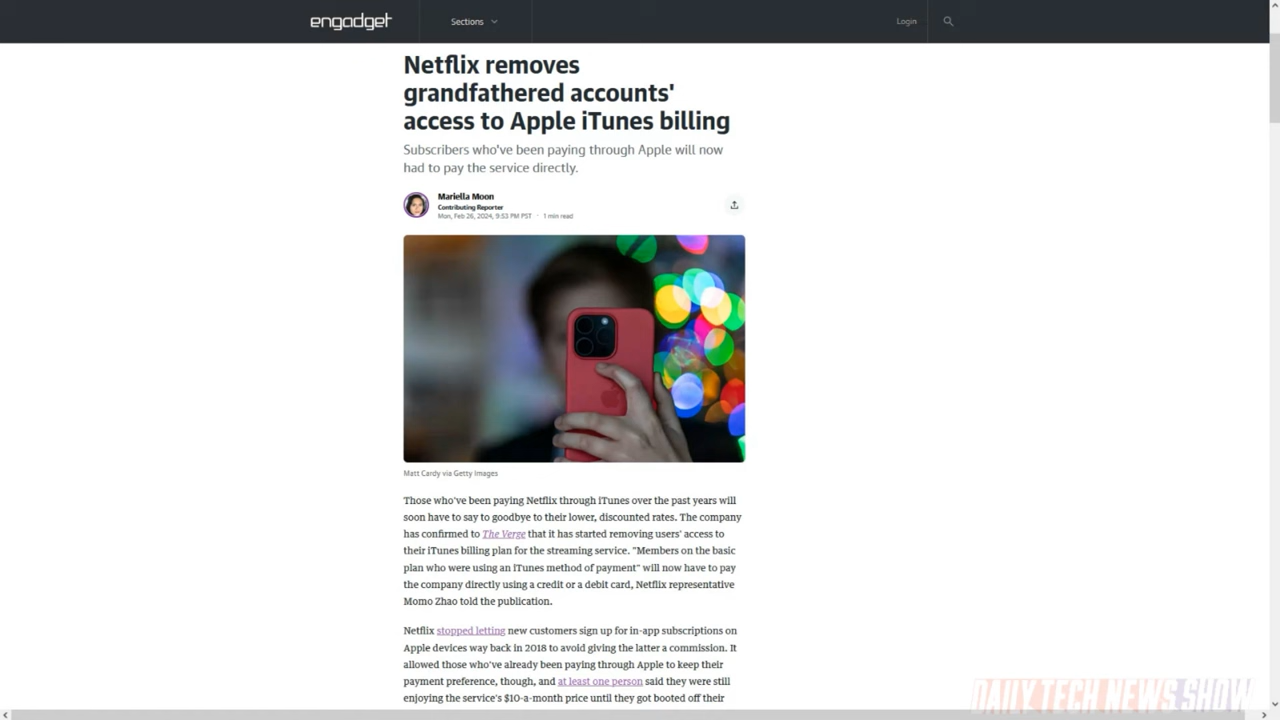 engadget
Sections
Login
Netflix removes
grandfathered accounts'
access to Apple iTunes billing
Subscribers who've been paying through Apple will now
had to pay the service directly.
Mariella Moon
Contributing Reporter
Mon, Feb 26, 2024, 9:53 PM PST · 1 min read
Matt Cardy via Getty Images
Those who've been paying Netflix through iTunes over the past years will
soon have to say to goodbye to their lower, discounted rates. The company
has confirmed to The Verge that it has started removing users' access to
their iTunes billing plan for the streaming service. "Members on the basic
plan who were using an iTunes method of payment" will now have to pay
the company directly using a credit or a debit card, Netflix representative
Momo Zhao told the publication.
Netflix stopped letting new customers sign up for in-app subscriptions on
Apple devices way back in 2018 to avoid giving the latter a commission. It
allowed those who've already been paying through Apple to keep their
payment preference, though, and at least one person said they were still
enjoying the service's $10-a-month price until they got booted off their
DAILY TECH NEWS SHOW